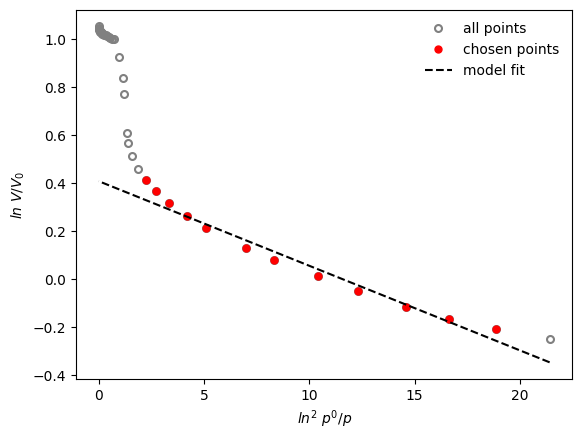 all points
chosen points
model fit
1.0
0.8
0.6
0.4
0.2
0.0
−0.2
−0.4
ln V/V₀
0
5
10
15
20
ln² p⁰/p